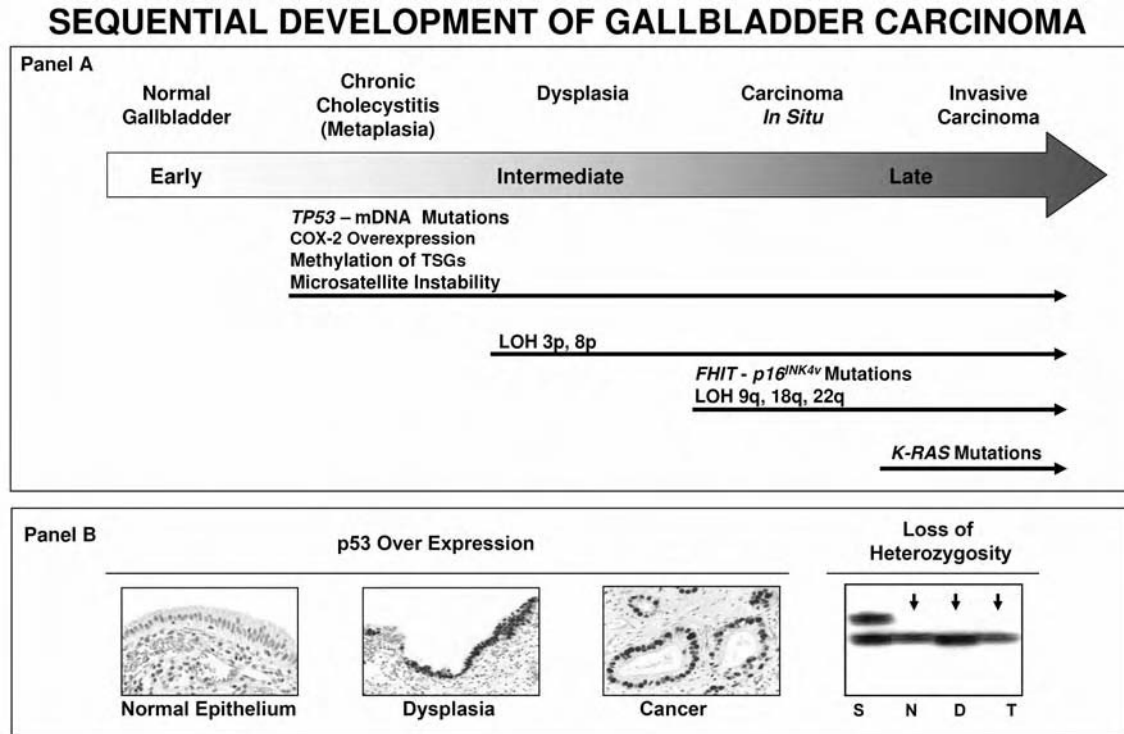 SEQUENTIAL DEVELOPMENT OF GALLBLADDER CARCINOMA
Panel A
Normal
Gallbladder
Chronic
Cholecystitis
(Metaplasia)
Dysplasia
Carcinoma
In Situ
Invasive
Carcinoma
Early
Intermediate
Late
TP53 – mDNA Mutations
COX-2 Overexpression
Methylation of TSGs
Microsatellite Instability
LOH 3p, 8p
FHIT - p16^INK4v Mutations
LOH 9q, 18q, 22q
K-RAS Mutations
Panel B
p53 Over Expression
Loss of
Heterozygosity
Normal Epithelium
Dysplasia
Cancer
S N D T